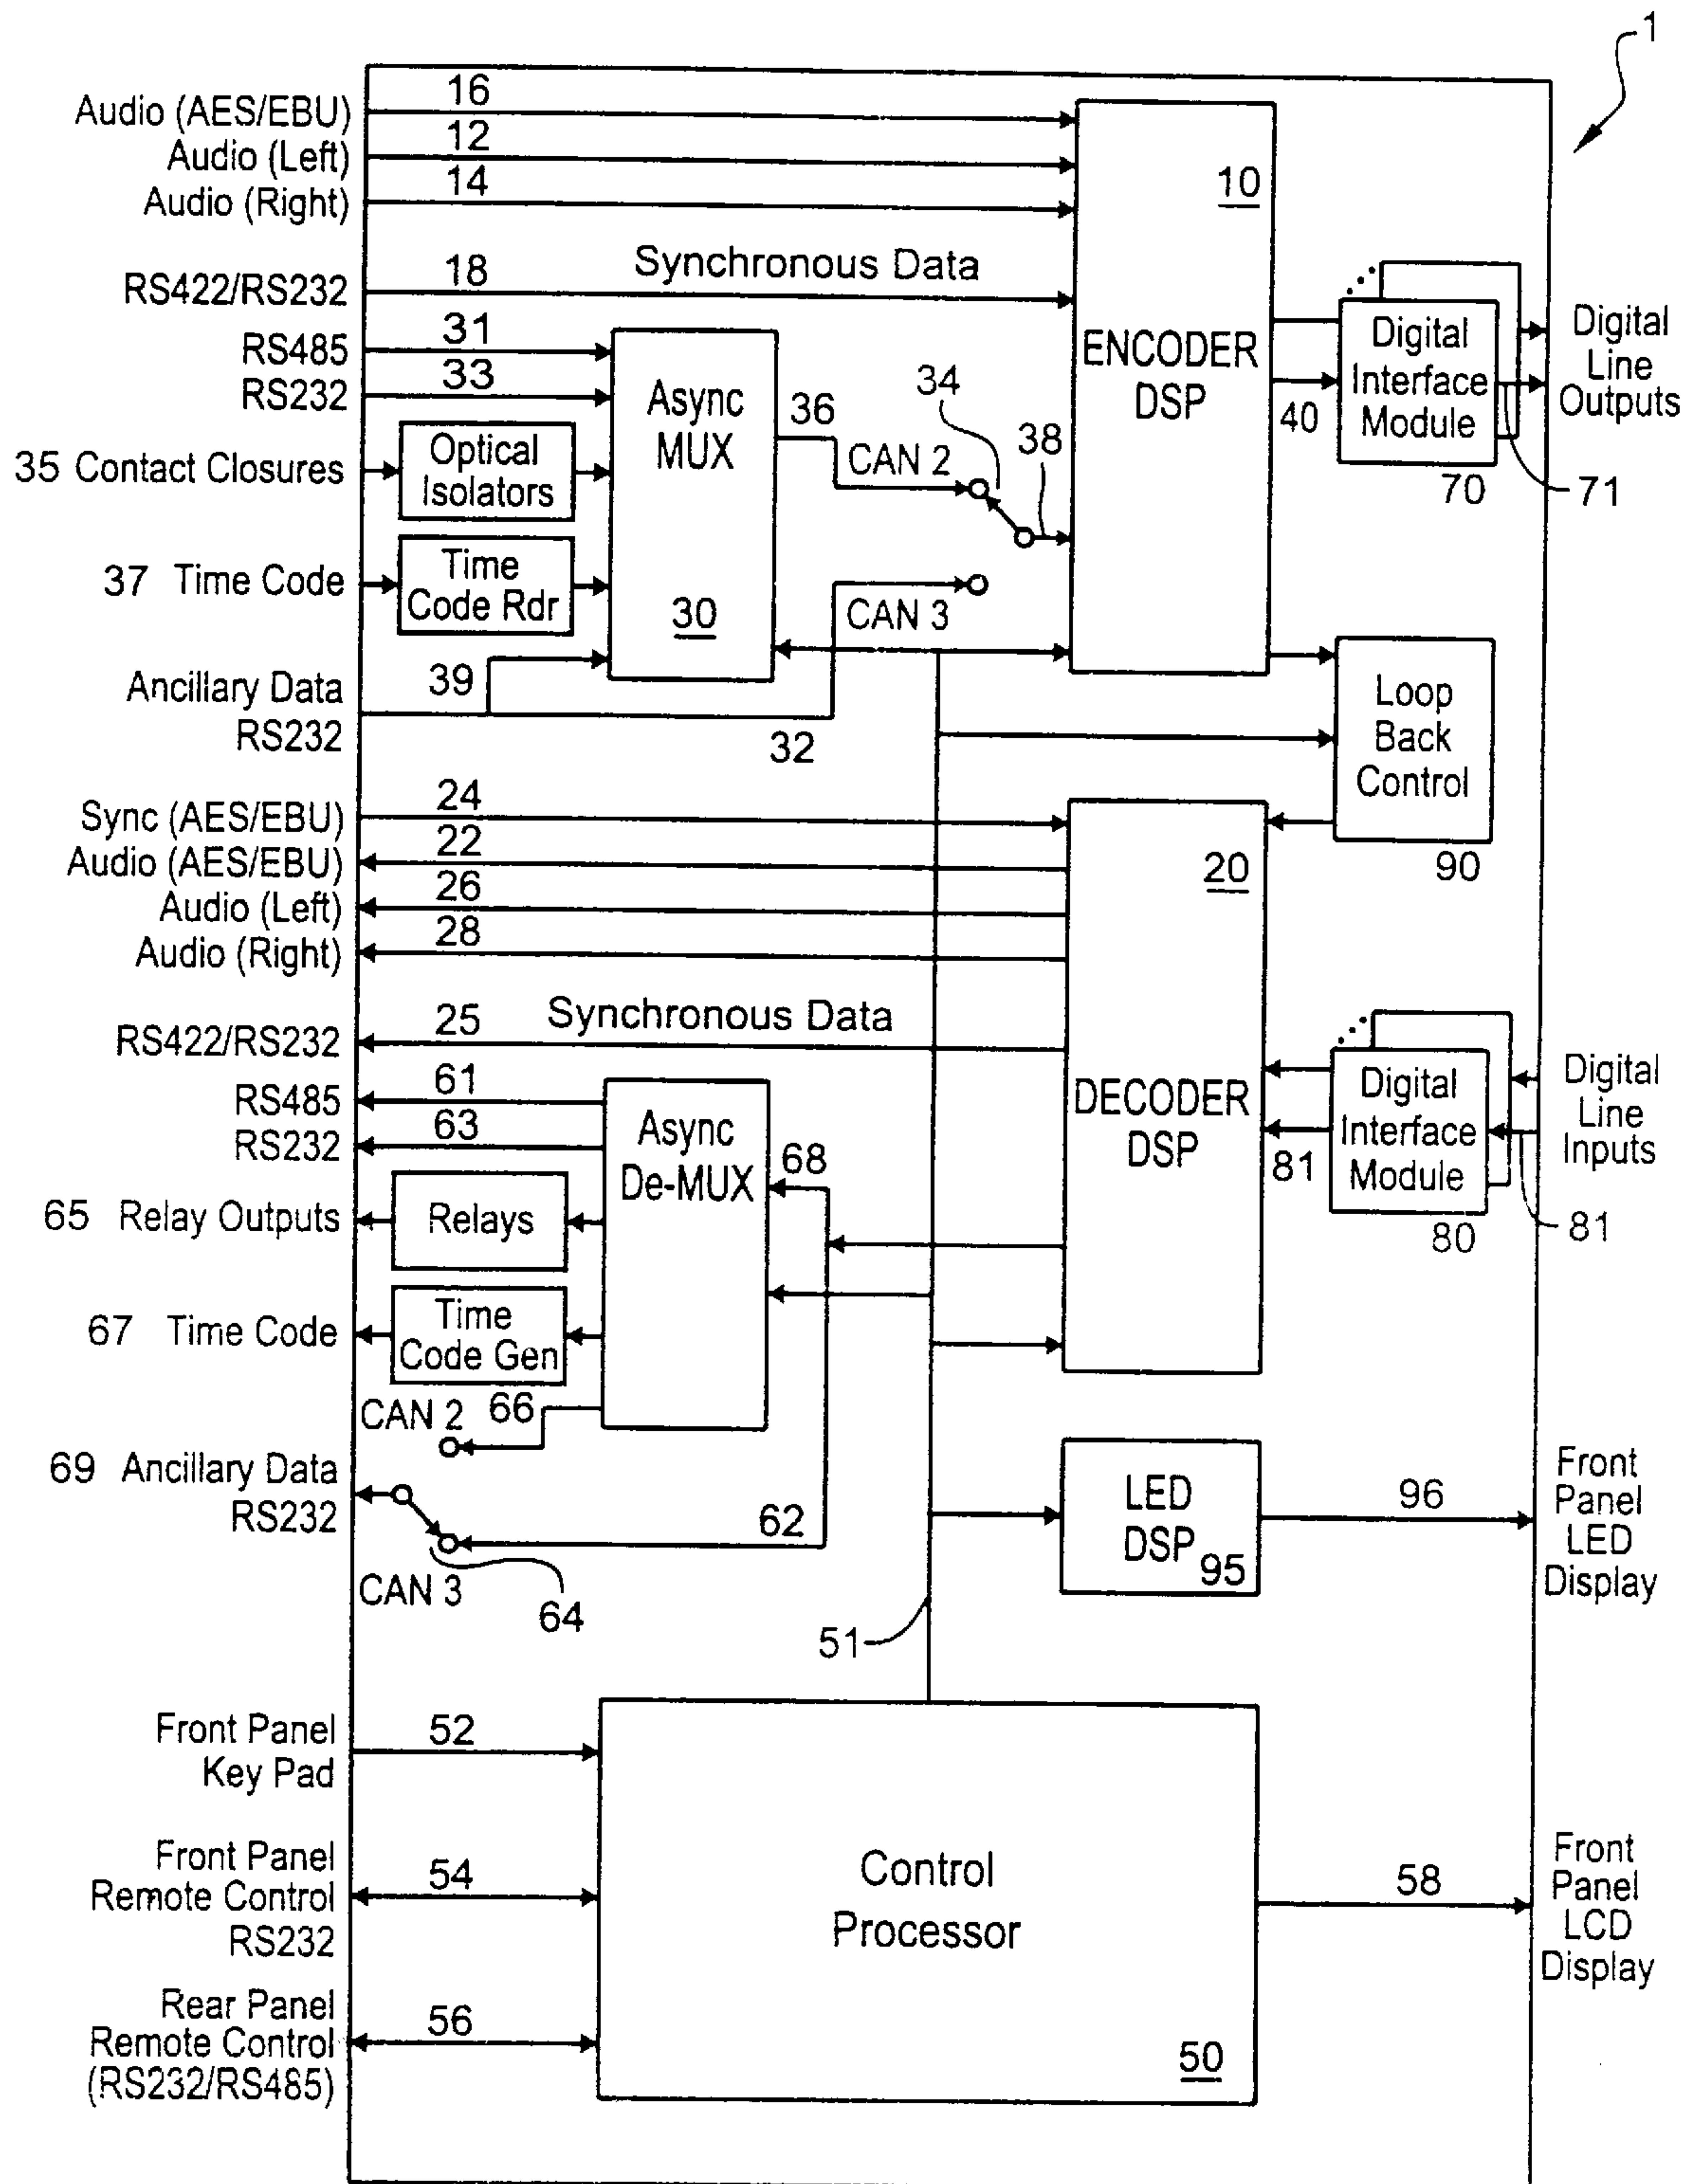 1
Audio (AES/EBU)
16
Audio (Left)
12
Audio (Right)
14
10
RS422/RS232
18
Synchronous Data
RS485
31
RS232
33
Async
MUX
30
36
CAN 2
34
38
ENCODER
DSP
40
Digital
Interface
Module
70
71
Digital
Line
Outputs
35 Contact Closures
Optical
Isolators
37 Time Code
Time
Code Rdr
CAN 3
Ancillary Data
RS232
39
32
Loop
Back
Control
90
Sync (AES/EBU)
24
Audio (AES/EBU)
22
Audio (Left)
26
Audio (Right)
28
20
RS422/RS232
25
Synchronous Data
RS485
61
RS232
63
Async
De-MUX
68
DECODER
DSP
81
Digital
Interface
Module
80
81
Digital
Line
Inputs
65 Relay Outputs
Relays
67 Time Code
Time
Code Gen
CAN 2
66
69 Ancillary Data
RS232
62
CAN 3
64
LED
DSP
95
96
Front
Panel
LED
Display
51
Front Panel
Key Pad
52
Front Panel
Remote Control
RS232
54
Control
Processor
58
Front
Panel
LCD
Display
Rear Panel
Remote Control
(RS232/RS485)
56
50